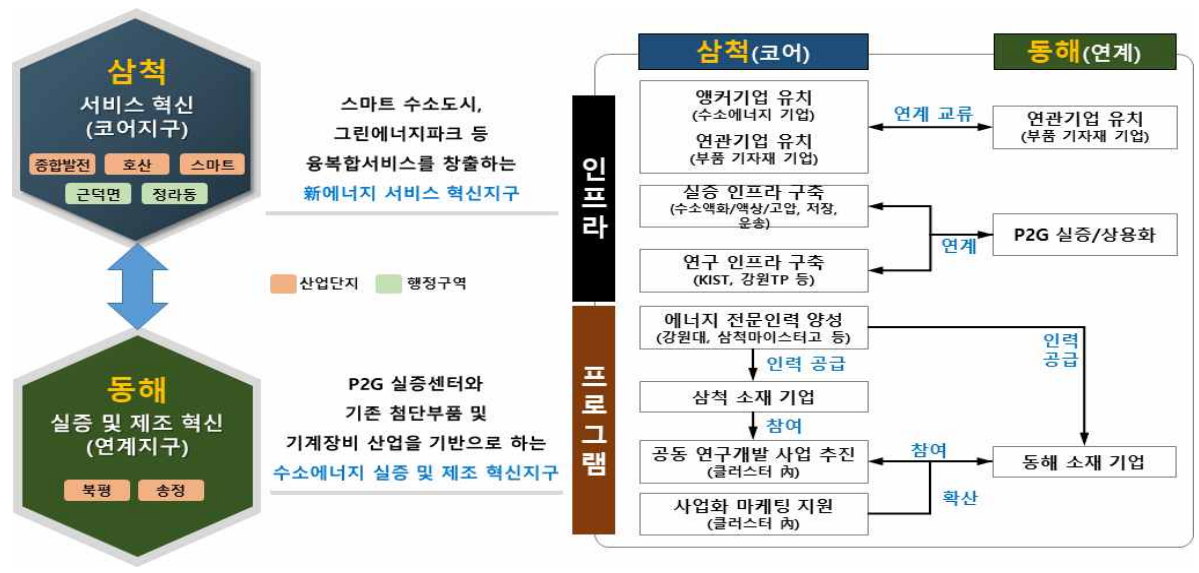 삼척
서비스 혁신
(코어지구)
종합발전 호산 스마트
근덕면 정라동
스마트 수소도시,
그린에너지파크 등
융복합서비스를 창출하는
新에너지 서비스 혁신지구
산업단지 행정구역
동해
실증 및 제조 혁신
(연계지구)
북평 송정
P2G 실증센터와
기존 첨단부품 및
기계장비 산업을 기반으로 하는
수소에너지 실증 및 제조 혁신지구
삼척(코어) 동해(연계)
인프라
앵커기업 유치
(수소에너지 기업)
연관기업 유치
(부품 기자재 기업)
연계 교류
연관기업 유치
(부품 기자재 기업)
실증 인프라 구축
(수소액화/액상/고압, 저장,
운송)
연계
P2G 실증/상용화
연구 인프라 구축
(KIST, 강원TP 등)
프로그램
에너지 전문인력 양성
(강원대, 삼척마이스터고 등)
인력 공급
인력
공급
삼척 소재 기업
참여
공동 연구개발 사업 추진
(클러스터 內)
참여
동해 소재 기업
사업화 마케팅 지원
(클러스터 內)
확산